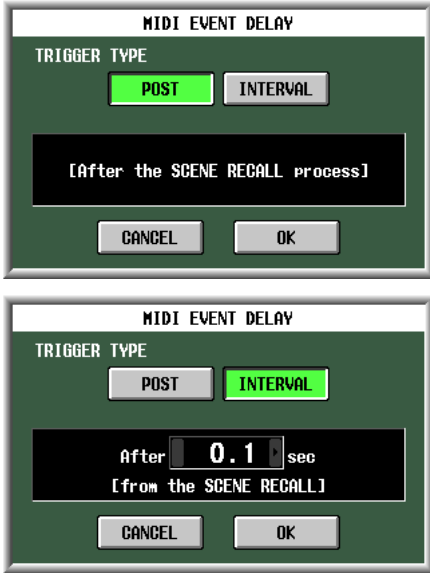 MIDI EVENT DELAY
TRIGGER TYPE
POST INTERVAL
[After the SCENE RECALL process]
CANCEL OK
MIDI EVENT DELAY
TRIGGER TYPE
POST INTERVAL
After 0.1 sec
[from the SCENE RECALL]
CANCEL OK